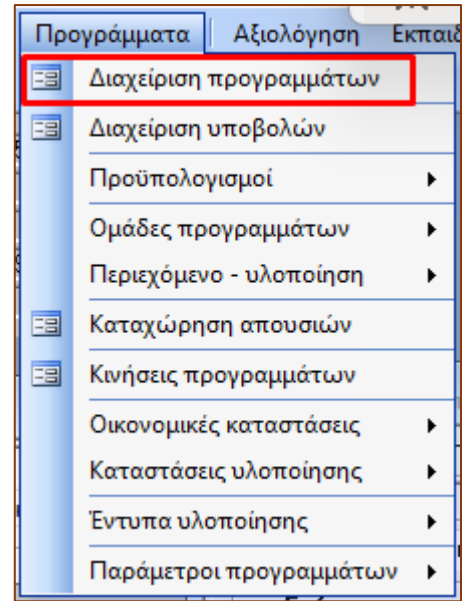 Προγράμματα Αξιολόγηση
Διαχείριση προγραμμάτων
Διαχείριση υποβολών
Προϋπολογισμοί
Ομάδες προγραμμάτων
Περιεχόμενο - υλοποίηση
Καταχώρηση απουσιών
Κινήσεις προγραμμάτων
Οικονομικές καταστάσεις
Καταστάσεις υλοποίησης
Έντυπα υλοποίησης
Παράμετροι προγραμμάτων